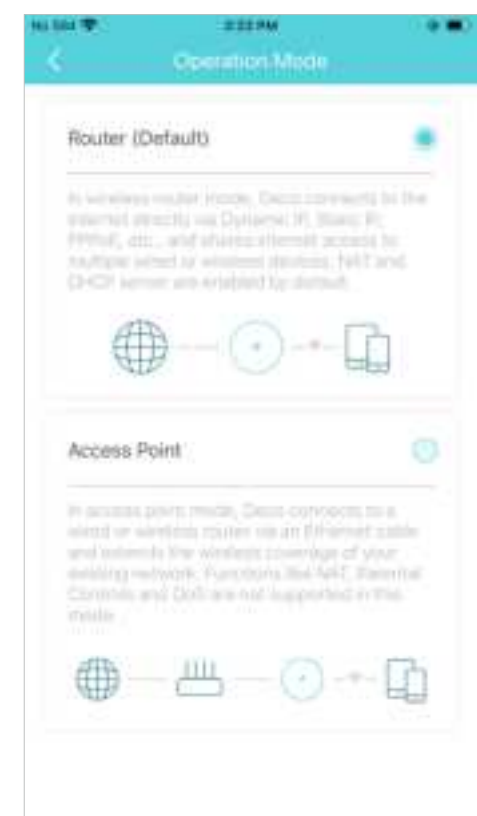 No SIM
Operation Mode
Router (Default)
In wireless router mode, Deco connects to the
internet directly via Dynamic IP, Static IP,
PPPoE, etc., and shares internet access to
multiple wired or wireless devices. NAT and
DHCP server are enabled by default.
Access Point
In access point mode, Deco connects to a
wired or wireless router via an Ethernet cable
and extends the wireless coverage of your
existing network. Functions like NAT, Parental
Controls and QoS are not supported in this
mode.